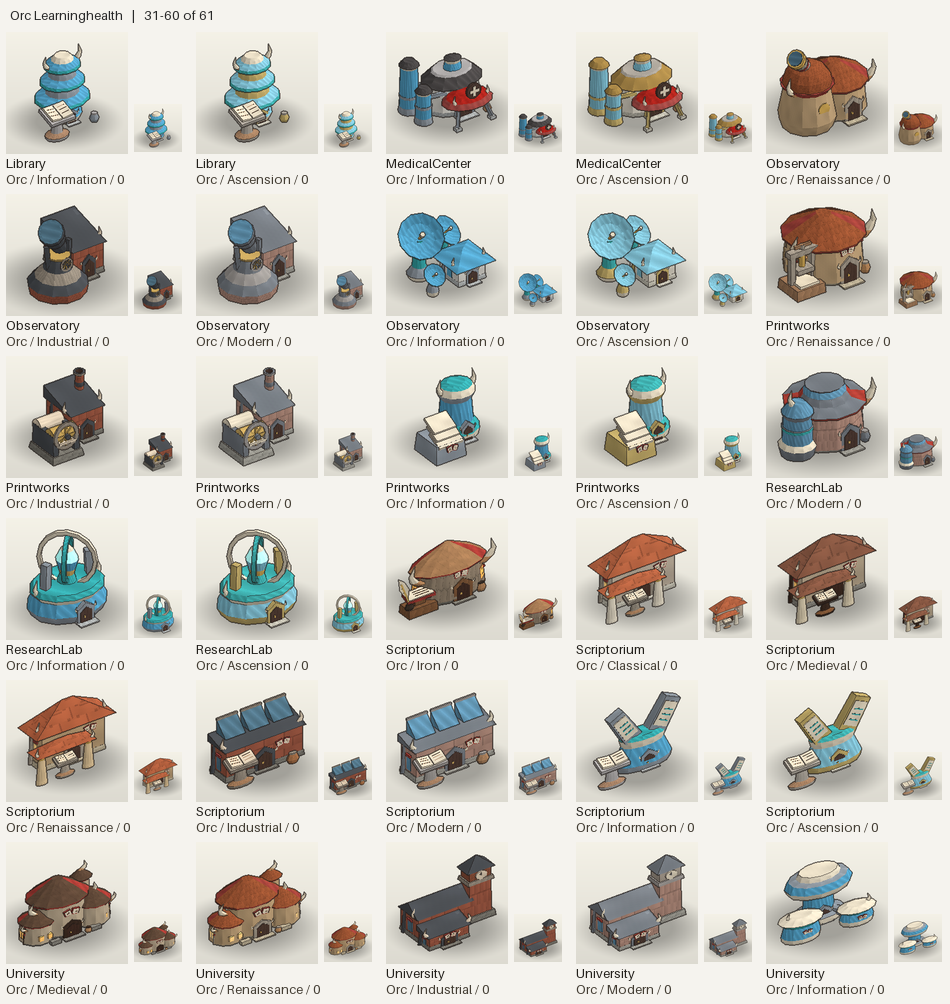 Orc Learninghealth | 31-60 of 61
Library
Orc / Information / 0
Library
Orc / Ascension / 0
MedicalCenter
Orc / Information / 0
MedicalCenter
Orc / Ascension / 0
Observatory
Orc / Renaissance / 0
Observatory
Orc / Industrial / 0
Observatory
Orc / Modern / 0
Observatory
Orc / Information / 0
Observatory
Orc / Ascension / 0
Printworks
Orc / Renaissance / 0
Printworks
Orc / Industrial / 0
Printworks
Orc / Modern / 0
Printworks
Orc / Information / 0
Printworks
Orc / Ascension / 0
ResearchLab
Orc / Modern / 0
ResearchLab
Orc / Information / 0
ResearchLab
Orc / Ascension / 0
Scriptorium
Orc / Iron / 0
Scriptorium
Orc / Classical / 0
Scriptorium
Orc / Medieval / 0
Scriptorium
Orc / Renaissance / 0
Scriptorium
Orc / Industrial / 0
Scriptorium
Orc / Modern / 0
Scriptorium
Orc / Information / 0
Scriptorium
Orc / Ascension / 0
University
Orc / Medieval / 0
University
Orc / Renaissance / 0
University
Orc / Industrial / 0
University
Orc / Modern / 0
University
Orc / Information / 0